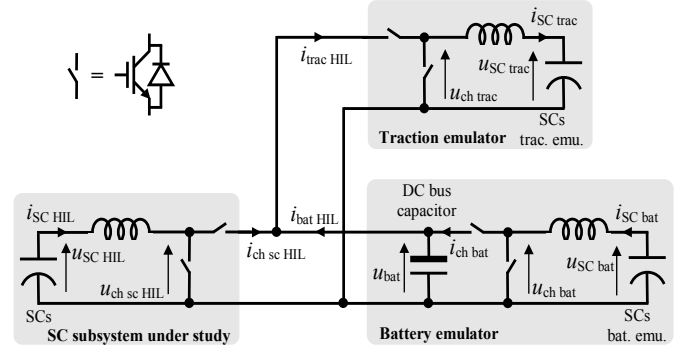 =
i_SC trac
i_trac HIL
u_SC trac
u_ch trac
SCs
trac. emu.
Traction emulator
DC bus
capacitor
i_SC HIL
i_bat HIL
i_SC bat
i_ch sc HIL
i_ch bat
u_SC HIL
u_bat
u_SC bat
u_ch sc HIL
u_ch bat
SCs
SC subsystem under study
Battery emulator
SCs
bat. emu.